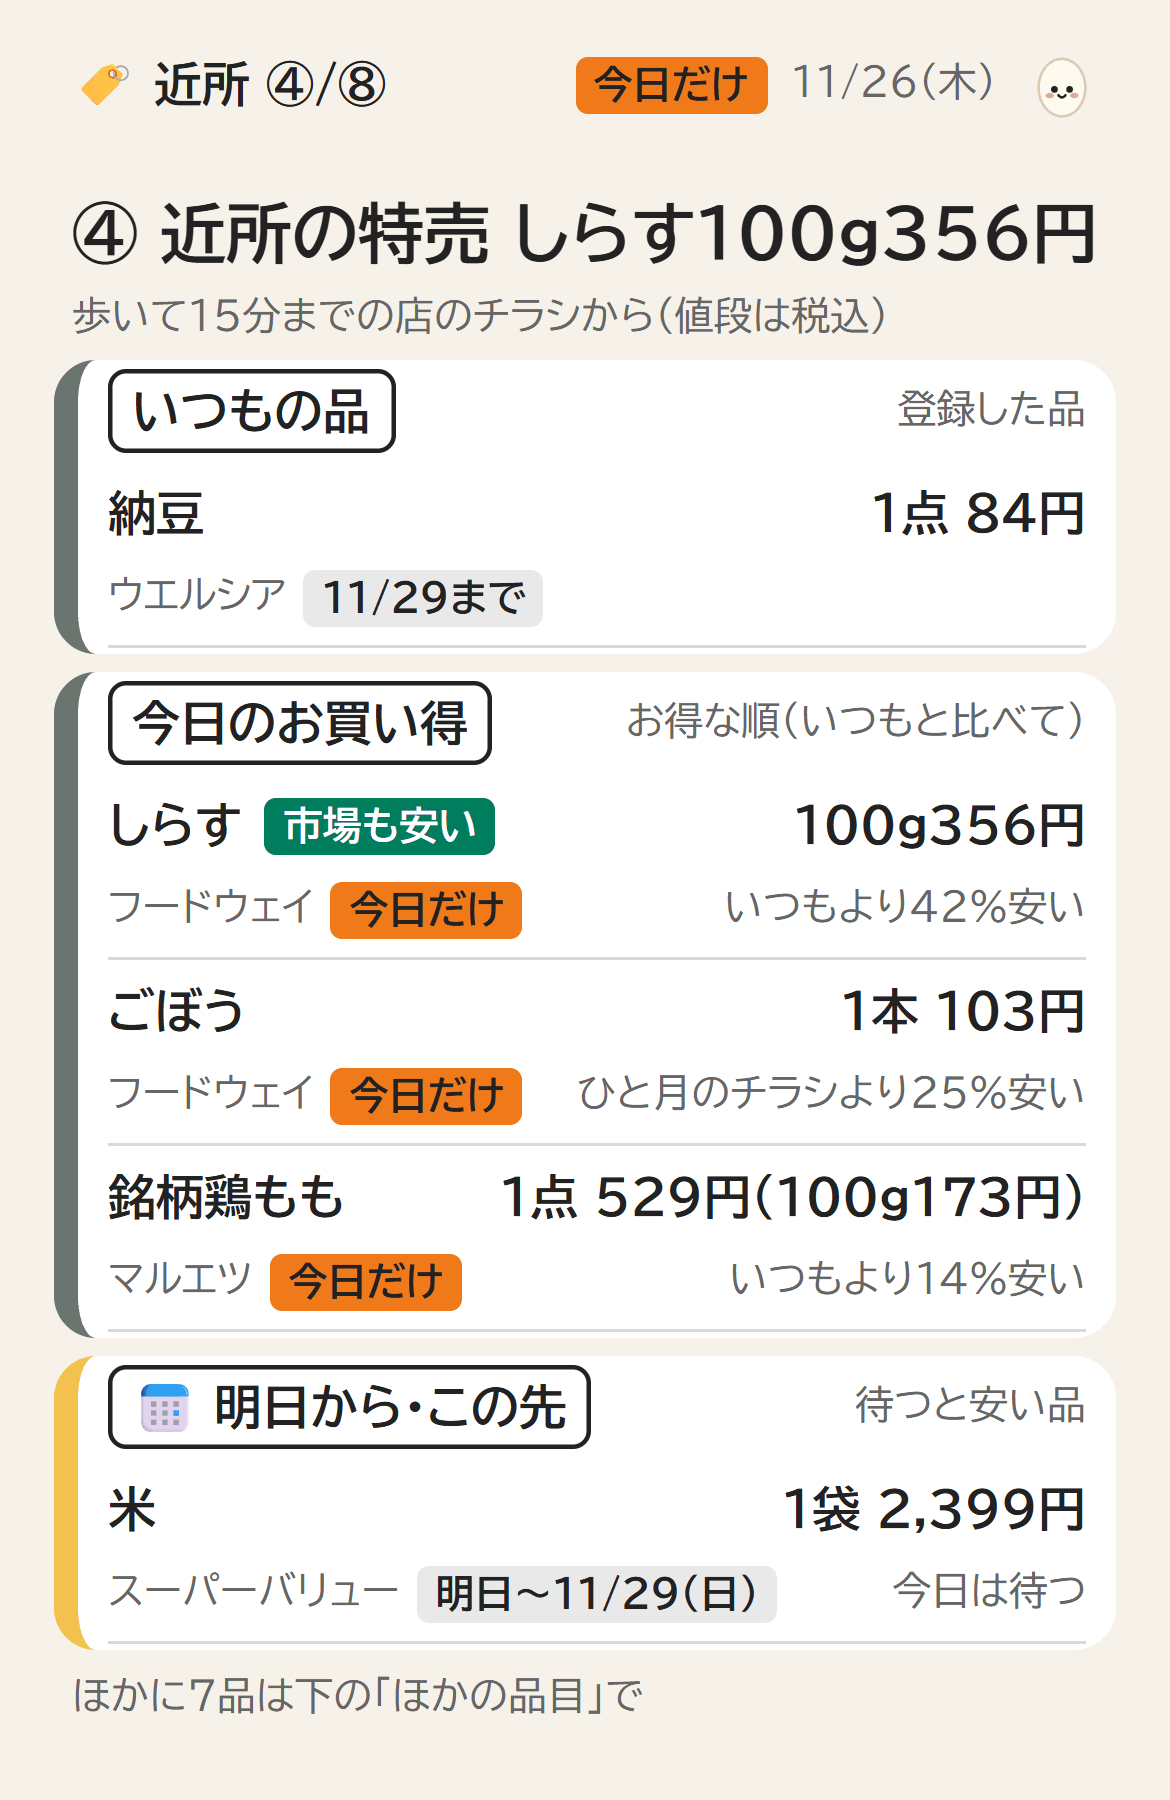 近所 ④/⑧ 今日だけ 11/26(木)
④ 近所の特売 しらす100g356円
歩いて15分までの店のチラシから(値段は税込)
いつもの品 登録した品
納豆 1点 84円
ウエルシア 11/29まで
今日のお買い得 お得な順(いつもと比べて)
しらす 市場も安い 100g356円
フードウェイ 今日だけ いつもより42%安い
ごぼう 1本 103円
フードウェイ 今日だけ ひと月のチラシより25%安い
銘柄鶏もも 1点 529円(100g173円)
マルエツ 今日だけ いつもより14%安い
明日から・この先 待つと安い品
米 1袋 2,399円
スーパーバリュー 明日~11/29(日) 今日は待つ
ほかに7品は下の「ほかの品目」で